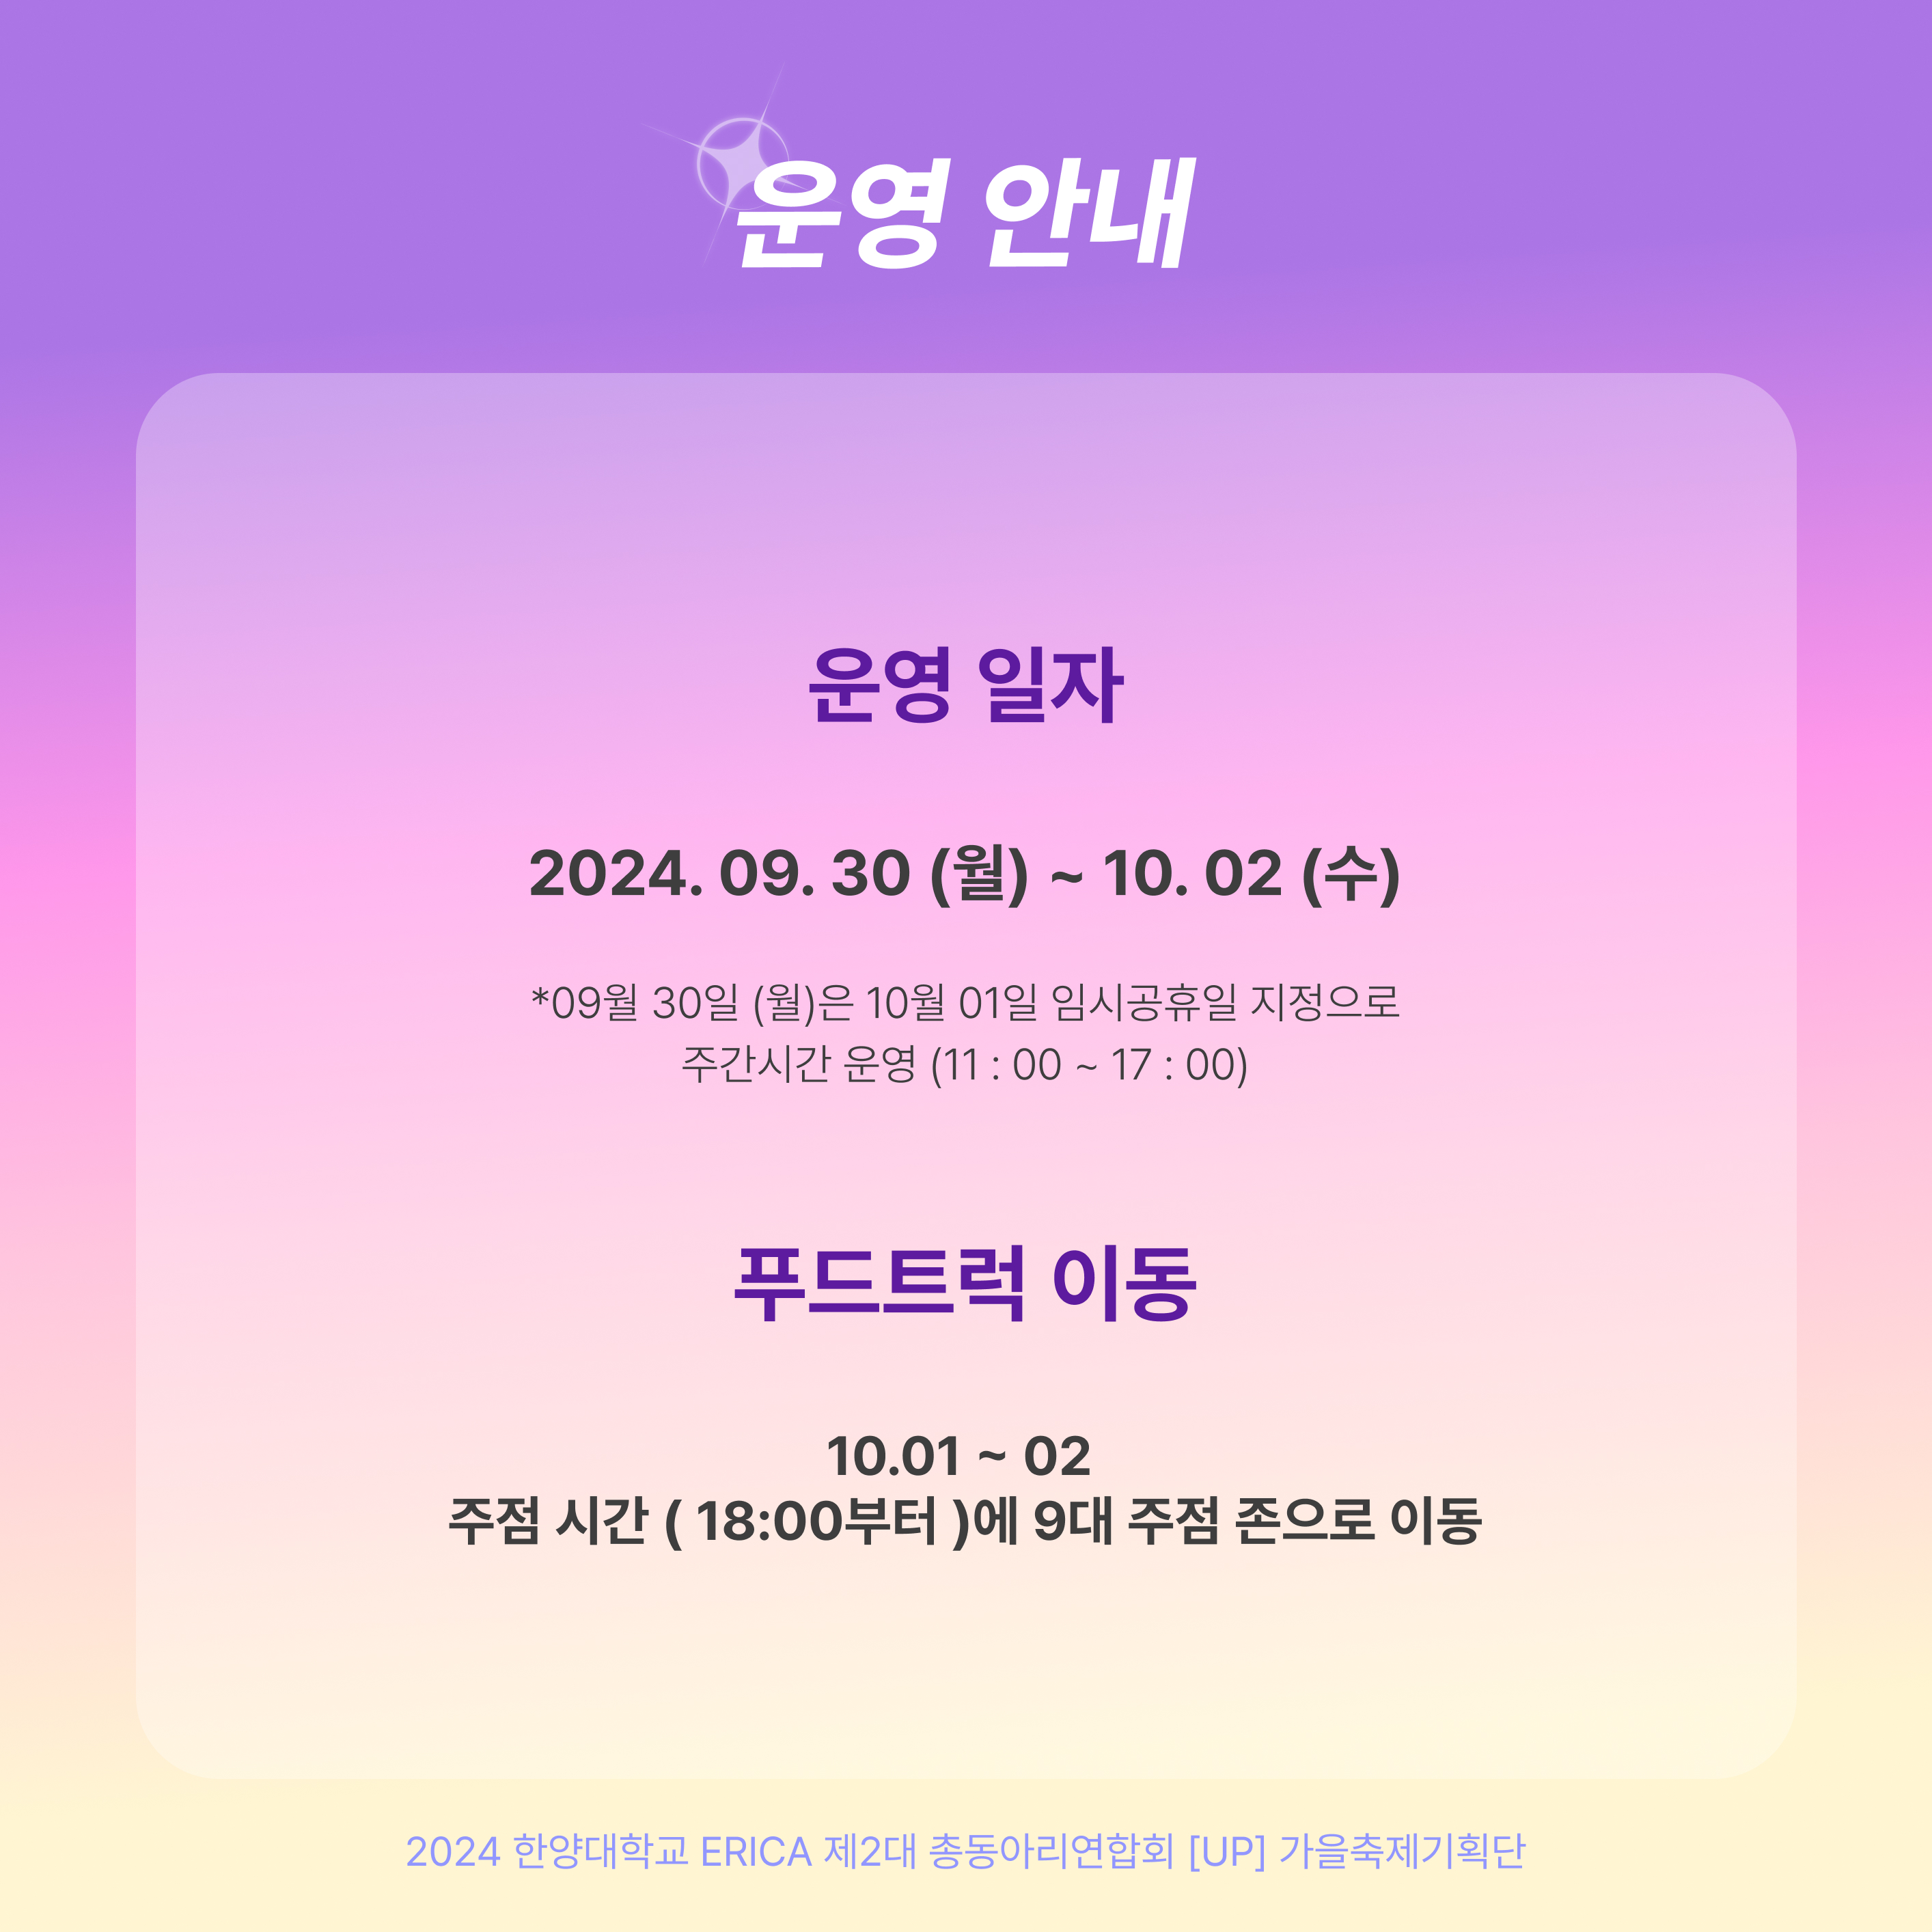 운영 안내
운영 일자
2024. 09. 30 (월) ~ 10. 02 (수)
*09월 30일 (월)은 10월 01일 임시공휴일 지정으로
주간시간 운영 (11 : 00 ~ 17 : 00)
푸드트럭 이동
10.01 ~ 02
주점 시간 ( 18:00부터 )에 9대 주점 존으로 이동
2024 한양대학교 ERICA 제2대 총동아리연합회 [UP] 가을축제기획단